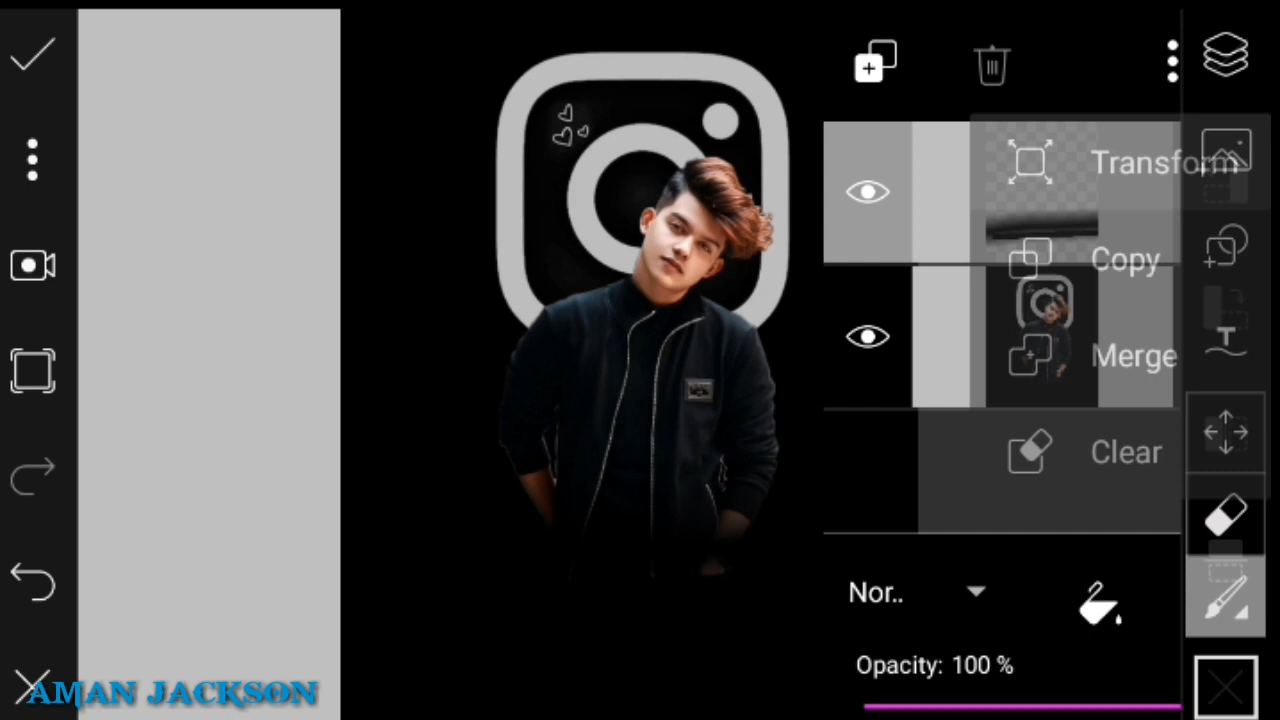 Transform
Copy
Merge
Clear
Nor..
Opacity: 100 %
AMAN JACKSON